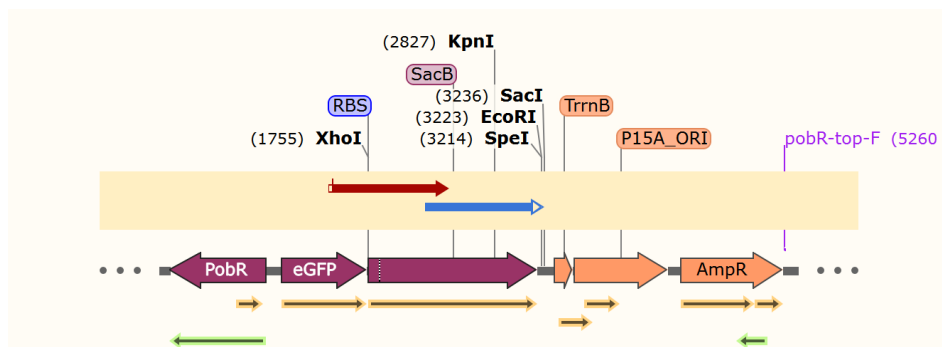 (2827) KpnI
SacB
(3236) SacI
RBS
(3223) EcoRI
TrrnB
(1755) XhoI
(3214) SpeI
P15A_ORI
pobR-top-F (5260
PobR
eGFP
AmpR